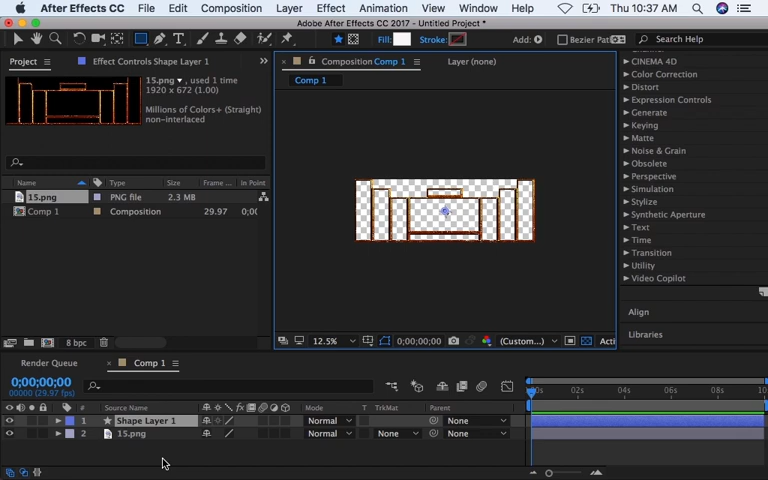 After Effects CC File Edit Composition Layer Effect Animation View Window Help Thu 10:37 AM
Adobe After Effects CC 2017 - Untitled Project *
Fill: Stroke: Add: Bezier Pat Search Help
Project Effect Controls Shape Layer 1 Composition Comp 1 Layer (none)
15.png , used 1 time
1920 x 672 (1.00)
Millions of Colors+ (Straight)
non-interlaced
Comp 1
CINEMA 4D
Color Correction
Distort
Expression Controls
Generate
Keying
Matte
Noise & Grain
Obsolete
Perspective
Simulation
Stylize
Synthetic Aperture
Text
Time
Transition
Utility
Video Copilot
Align
Libraries
Name Type Size Frame ... In Point
15.png PNG file 2.3 MB
Comp 1 Composition 29.97 0;00
8 bpc
12.5% 0;00;00;00 (Custom...) Acti
Render Queue Comp 1
0;00;00;00
00000 (29.97 fps)
# Source Name Mode T TrkMat Parent
1 Shape Layer 1 Normal None
2 15.png Normal None None
0s 02s 04s 06s 08s 10